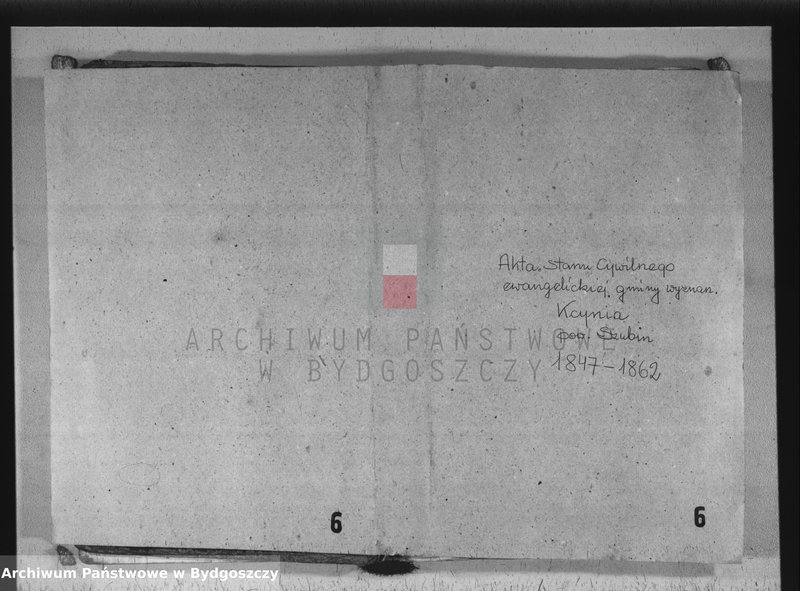 Akta stanu Cywilnego
ewangelickiej gminy wyznan.
Kcynia
pow. Szubin
1847-1862
ARCHIWUM PAŃSTWOWE
W BYDGOSZCZY
6
6
Archiwum Państwowe w Bydgoszczy